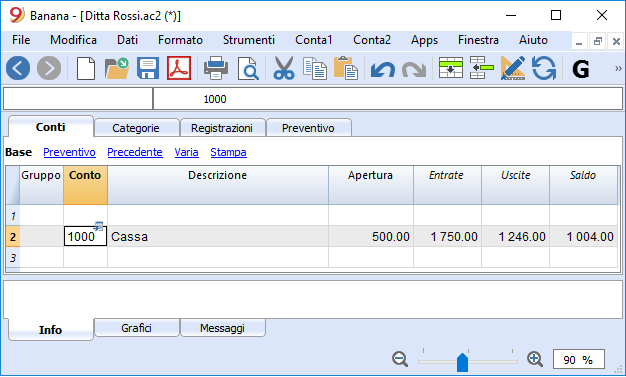 9 Banana - [Ditta Rossi.ac2 (*)]
File Modifica Dati Formato Strumenti Conta1 Conta2 Apps Finestra Aiuto
G »
1000
Conti Categorie Registrazioni Preventivo
Base Preventivo Precedente Varia Stampa
Gruppo Conto Descrizione Apertura Entrate Uscite Saldo
1
2 1000 Cassa 500.00 1 750.00 1 246.00 1 004.00
3
Info Grafici Messaggi
90 %